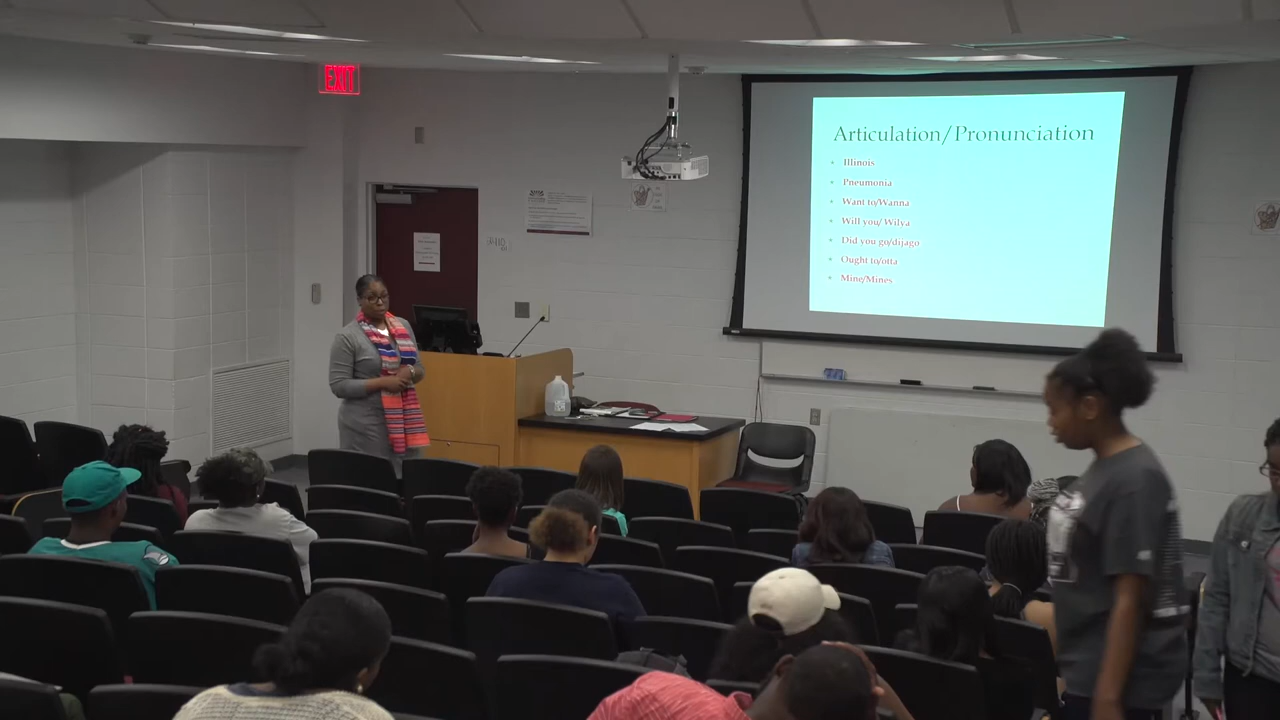 EXIT
Articulation/Pronunciation
Illinois
Pneumonia
Want to/Wanna
Will you/ Wilya
Did you go/dijago
Ought to/otta
Mine/Mines